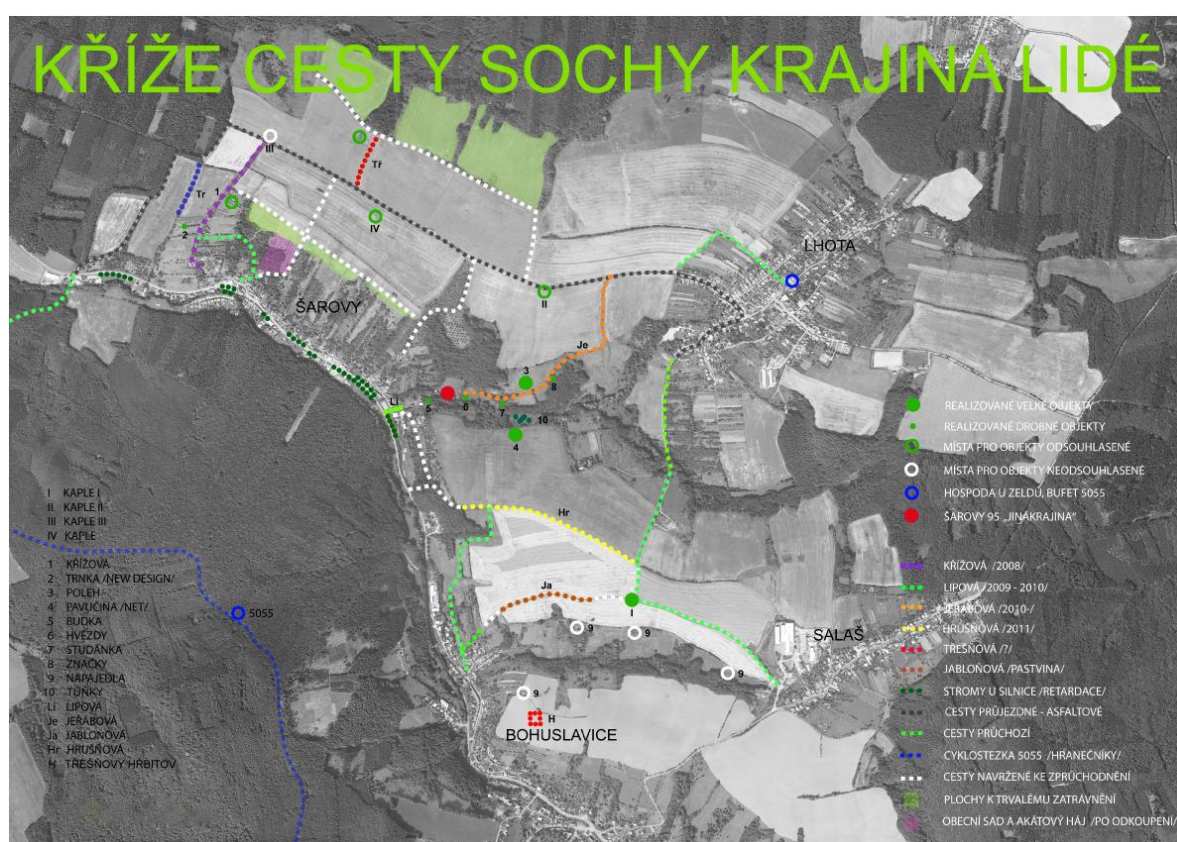 KŘÍŽE CESTY SOCHY KRAJINA LIDÉ
III
Tř
Tr
1
2
IV
LHOTA
ŠAROVY
II
Je
3
8
5
6
7
10
4
Li
Hr
Ja
I
9
9
9
9
SALAŠ
H
BOHUSLAVICE
5055
I KAPLE I
II KAPLE II
III KAPLE III
IV KAPLE
1 KŘÍŽOVÁ
2 TRNKA /NEW DESIGN/
3 POLEH
4 PAVUČINA /NET/
5 BUDKA
6 HVĚZDY
7 STUDÁNKA
8 ZNAČKY
9 NAPAJEDLA
10 TŮŇKY
Li LIPOVÁ
Je JEŘÁBOVÁ
Ja JABLOŇOVÁ
Hr HRUŠŇOVÁ
H TŘEŠŇOVÝ HŘBITOV
REALIZOVANÉ VELKÉ OBJEKTY
REALIZOVANÉ DROBNÉ OBJEKTY
MÍSTA PRO OBJEKTY ODSOUHLASENÉ
MÍSTA PRO OBJEKTY NEODSOUHLASENÉ
HOSPODA U ZELDŮ, BUFET 5055
ŠAROVY 95 „JINÁKRAJINA“
KŘÍŽOVÁ /2008/
LIPOVÁ /2009 - 2010/
JEŘÁBOVÁ /2010-/
HRUŠŇOVÁ /2011/
TŘEŠŇOVÁ /?/
JABLOŇOVÁ /PASTVINA/
STROMY U SILNICE /RETARDACE/
CESTY PRŮJEZDNÉ - ASFALTOVÉ
CESTY PRŮCHOZÍ
CYKLOSTEZKA 5055 /HRANEČNÍKY/
CESTY NAVRŽENÉ KE ZPRŮCHODNĚNÍ
PLOCHY K TRVALÉMU ZATRÁVNĚNÍ
OBECNÍ SAD A AKÁTOVÝ HÁJ /PO ODKOUPENÍ/